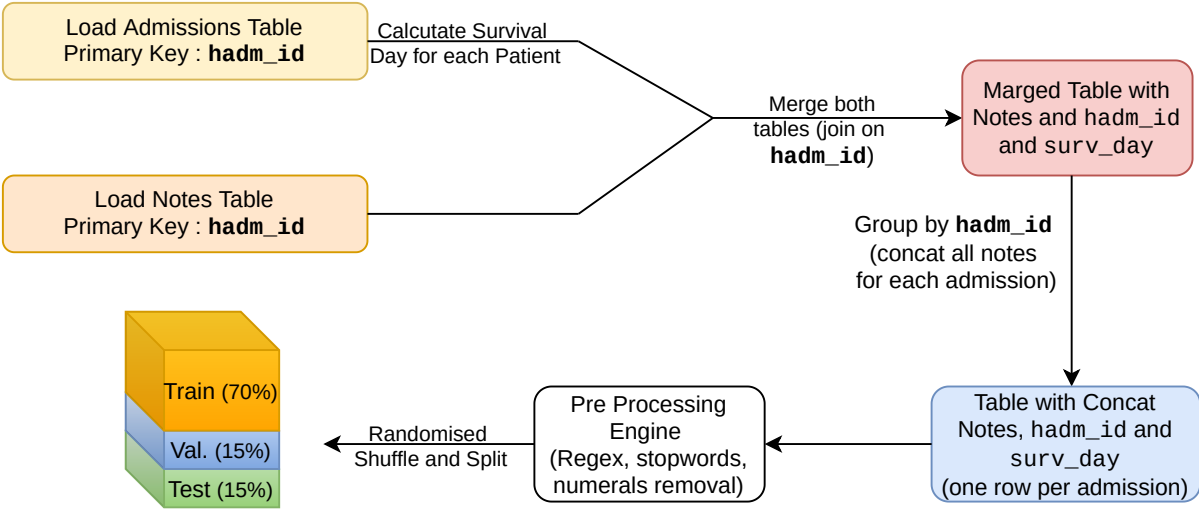 Load Admissions Table
Primary Key : hadm_id
Calcutate Survival
Day for each Patient
Merge both
tables (join on
hadm_id)
Marged Table with
Notes and hadm_id
and surv_day
Load Notes Table
Primary Key : hadm_id
Group by hadm_id
(concat all notes
for each admission)
Table with Concat
Notes, hadm_id and
surv_day
(one row per admission)
Pre Processing
Engine
(Regex, stopwords,
numerals removal)
Randomised
Shuffle and Split
Train (70%)
Val. (15%)
Test (15%)